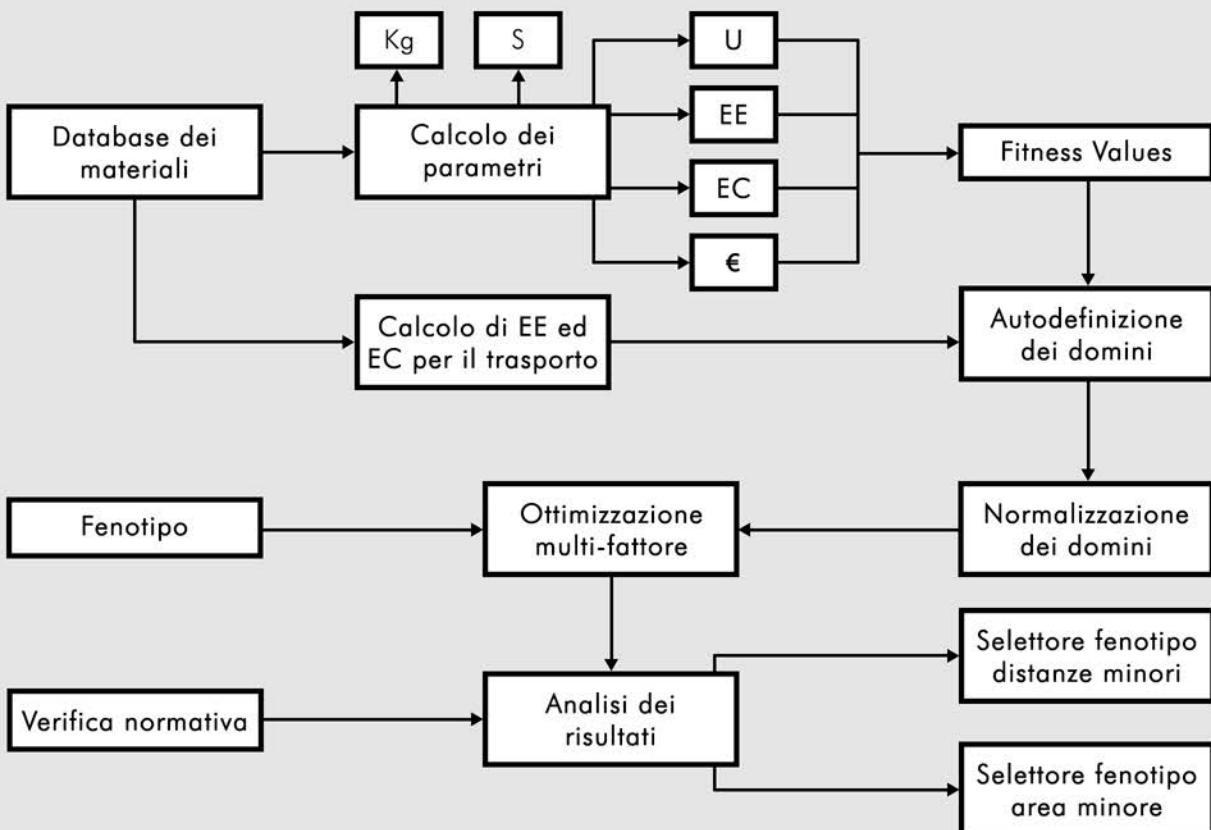 Kg
S
U
Database dei
materiali
Calcolo dei
parametri
EE
EC
€
Fitness Values
Calcolo di EE ed
EC per il trasporto
Autodefinizione
dei domini
Fenotipo
Ottimizzazione
multi-fattore
Normalizzazione
dei domini
Verifica normativa
Analisi dei
risultati
Selettore fenotipo
distanze minori
Selettore fenotipo
area minore